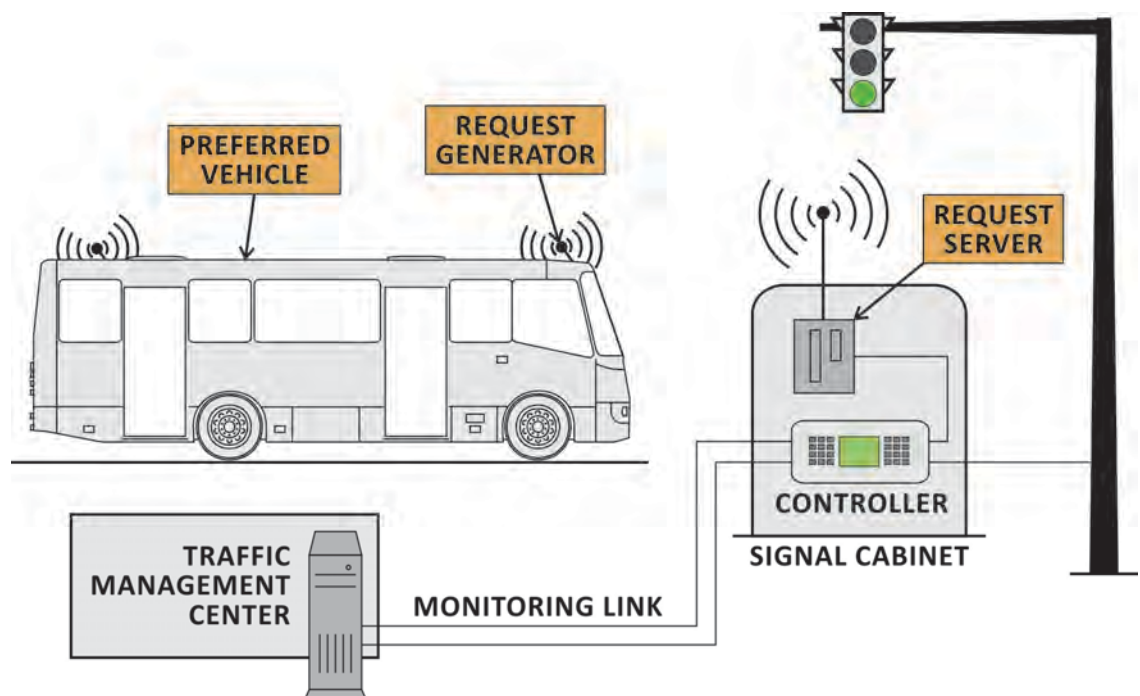 PREFERRED
VEHICLE
REQUEST
GENERATOR
REQUEST
SERVER
CONTROLLER
SIGNAL CABINET
TRAFFIC
MANAGEMENT
CENTER
MONITORING LINK